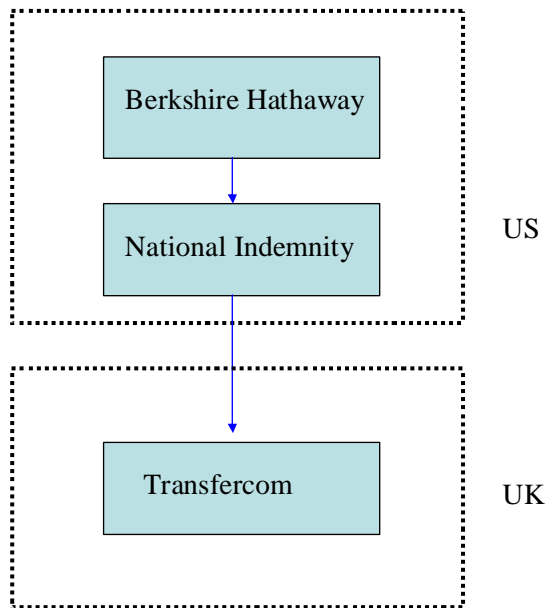 Berkshire Hathaway
National Indemnity
US
Transfercom
UK